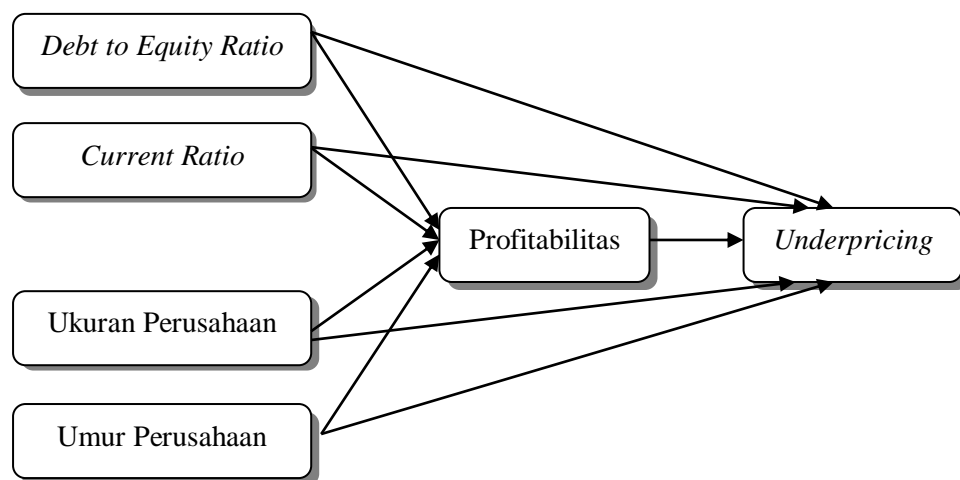 Debt to Equity Ratio
Current Ratio
Profitabilitas
Underpricing
Ukuran Perusahaan
Umur Perusahaan